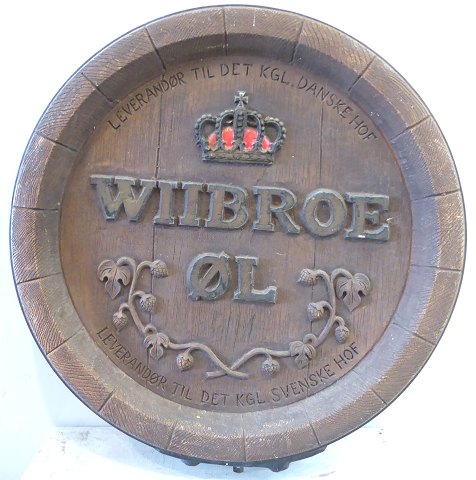 LEVERANDØR TIL DET KGL. DANSKE HOF
WIIBROE
ØL
LEVERANDØR TIL DET KGL SVENSKE HOF